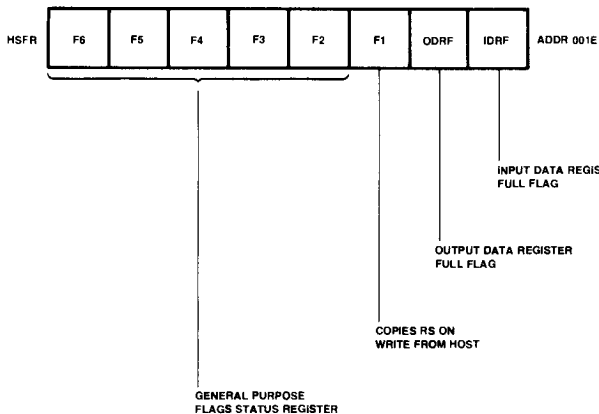 HSFR F6 F5 F4 F3 F2 F1 ODRF IDRF ADDR 001E
INPUT DATA REGIS
FULL FLAG
OUTPUT DATA REGISTER
FULL FLAG
COPIES RS ON
WRITE FROM HOST
GENERAL PURPOSE
FLAGS STATUS REGISTER